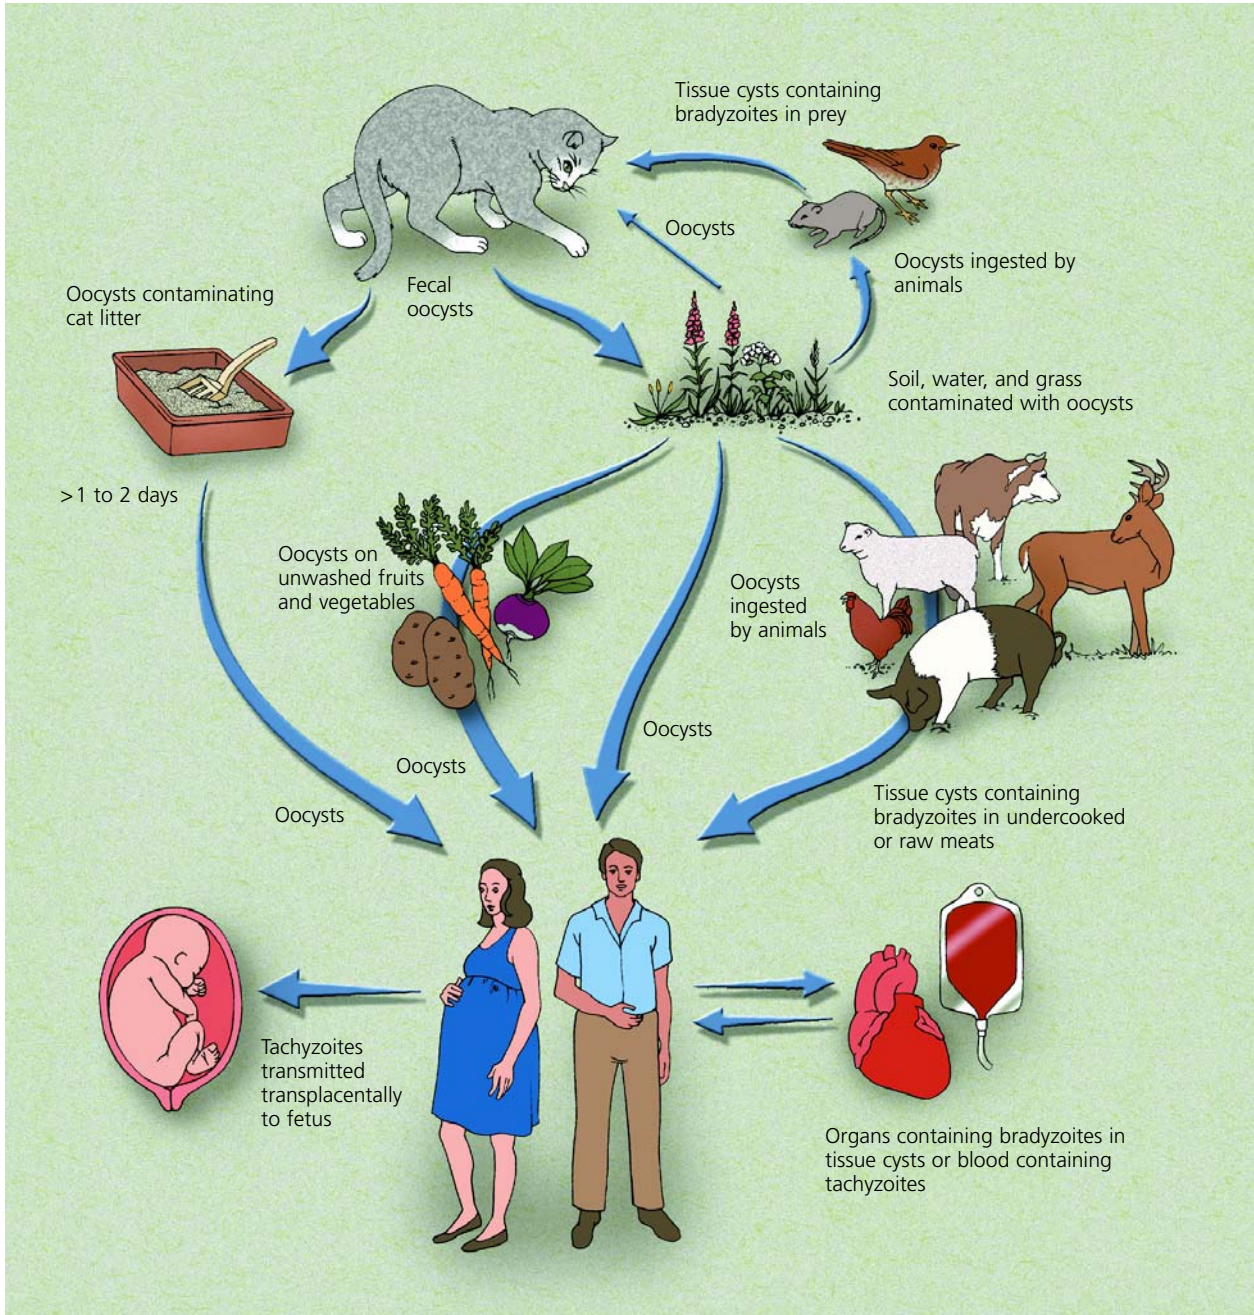 Tissue cysts containing
bradyzoites in prey
Oocysts
Oocysts ingested by
animals
Oocysts contaminating
cat litter
Fecal
oocysts
Soil, water, and grass
contaminated with oocysts
>1 to 2 days
Oocysts on
unwashed fruits
and vegetables
Oocysts
ingested
by animals
Oocysts
Oocysts
Oocysts
Tissue cysts containing
bradyzoites in undercooked
or raw meats
Tachyzoites
transmitted
transplacentally
to fetus
Organs containing bradyzoites in
tissue cysts or blood containing
tachyzoites